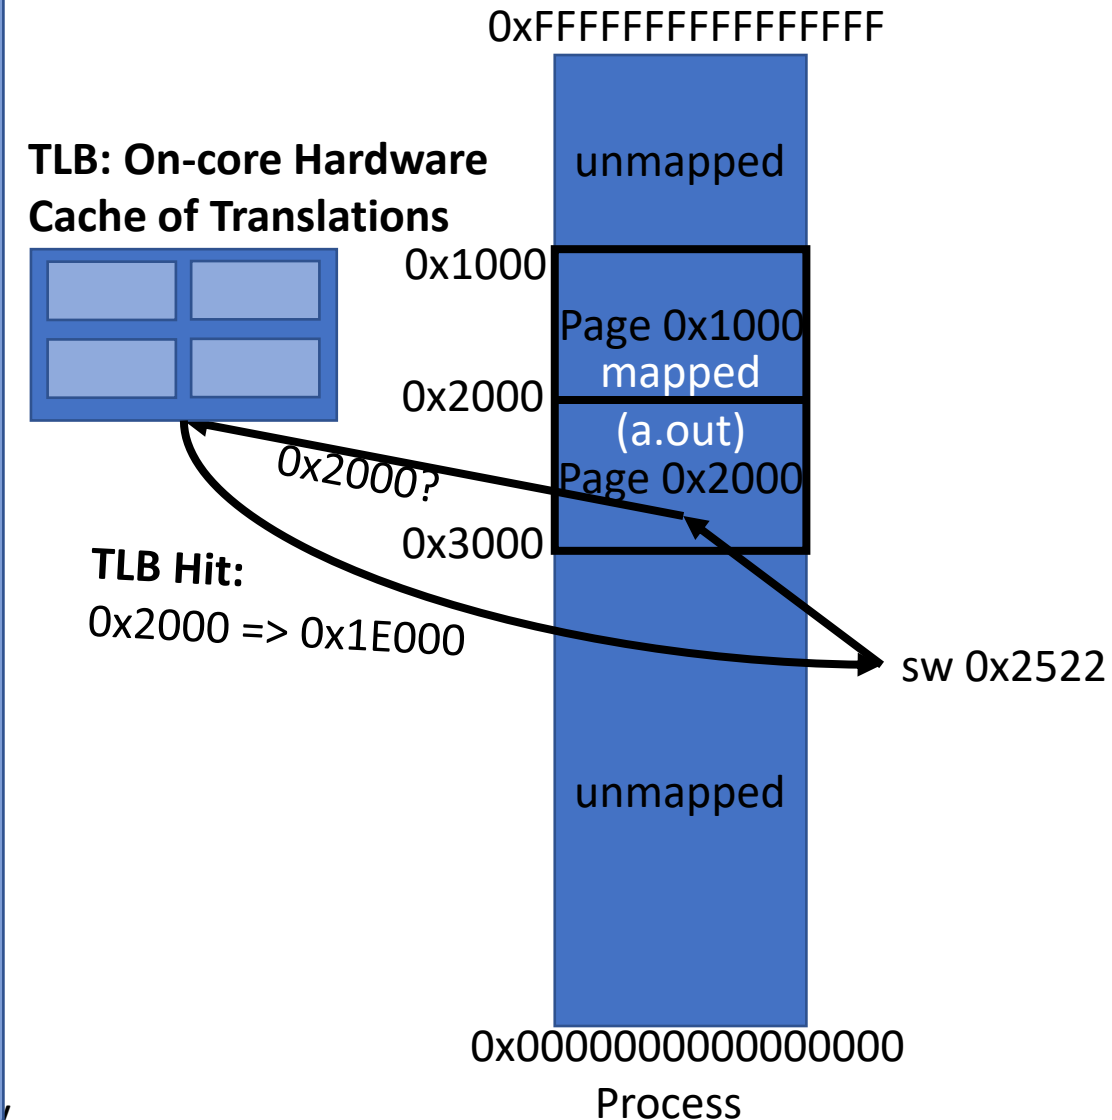 0xFFFFFFFFFFFFFFFF
unmapped
TLB: On-core Hardware
Cache of Translations
0x1000
Page 0x1000
mapped
0x2000
(a.out)
Page 0x2000
0x2000?
0x3000
TLB Hit:
0x2000 => 0x1E000
sw 0x2522
unmapped
0x0000000000000000
Process